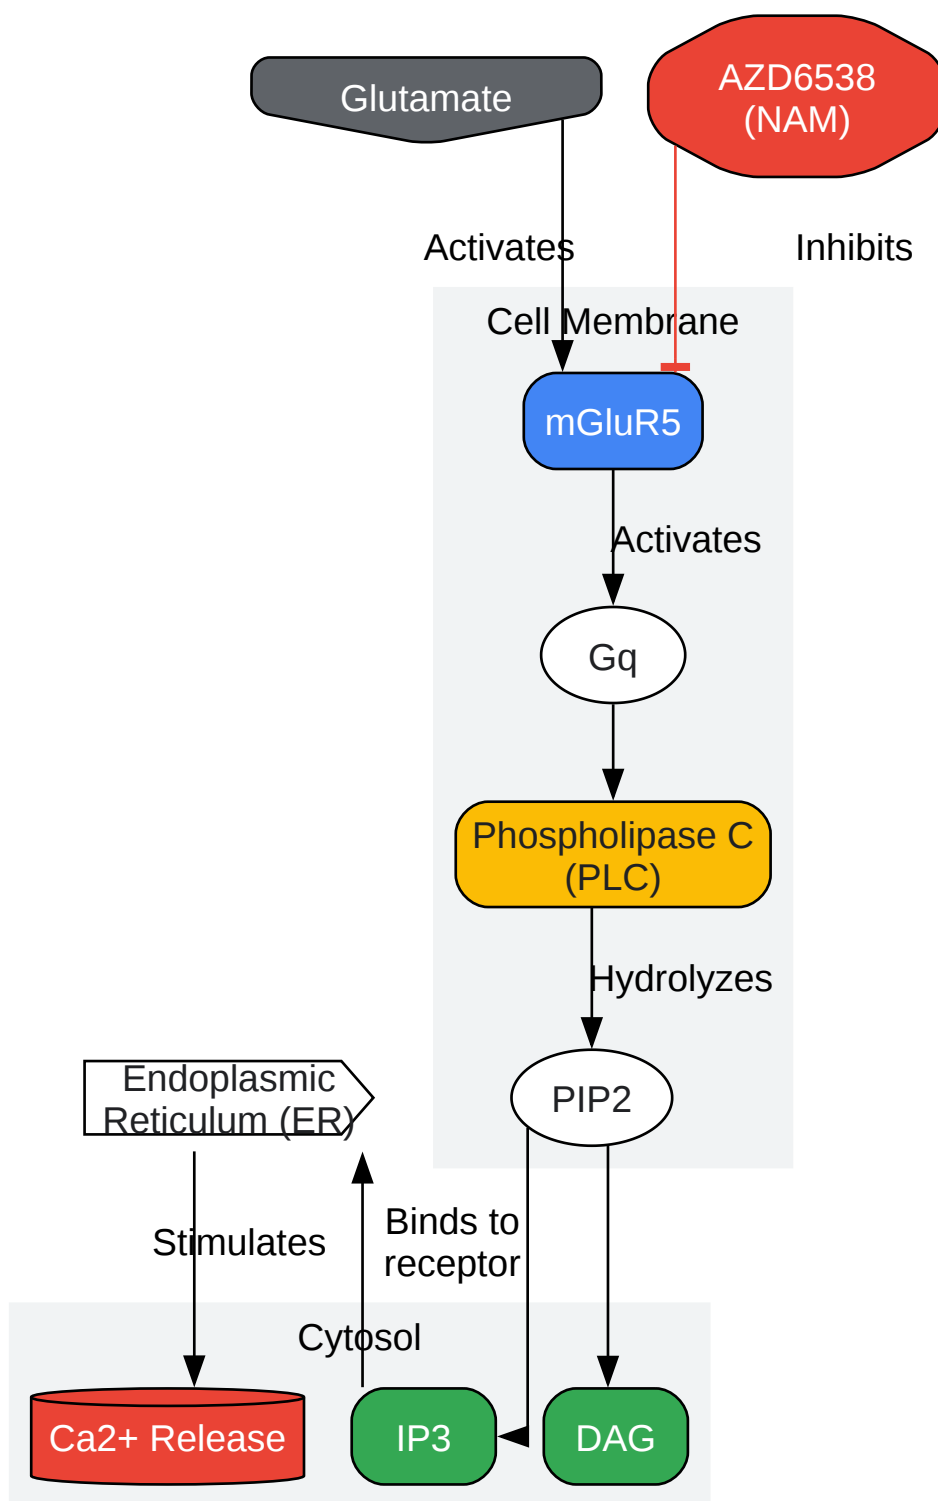 Glutamate
AZD6538
(NAM)
Activates
Inhibits
Cell Membrane
mGluR5
Activates
Gq
Phospholipase C
(PLC)
Hydrolyzes
Endoplasmic
Reticulum (ER)
PIP2
Stimulates
Binds to
receptor
Cytosol
Ca2+ Release
IP3
DAG